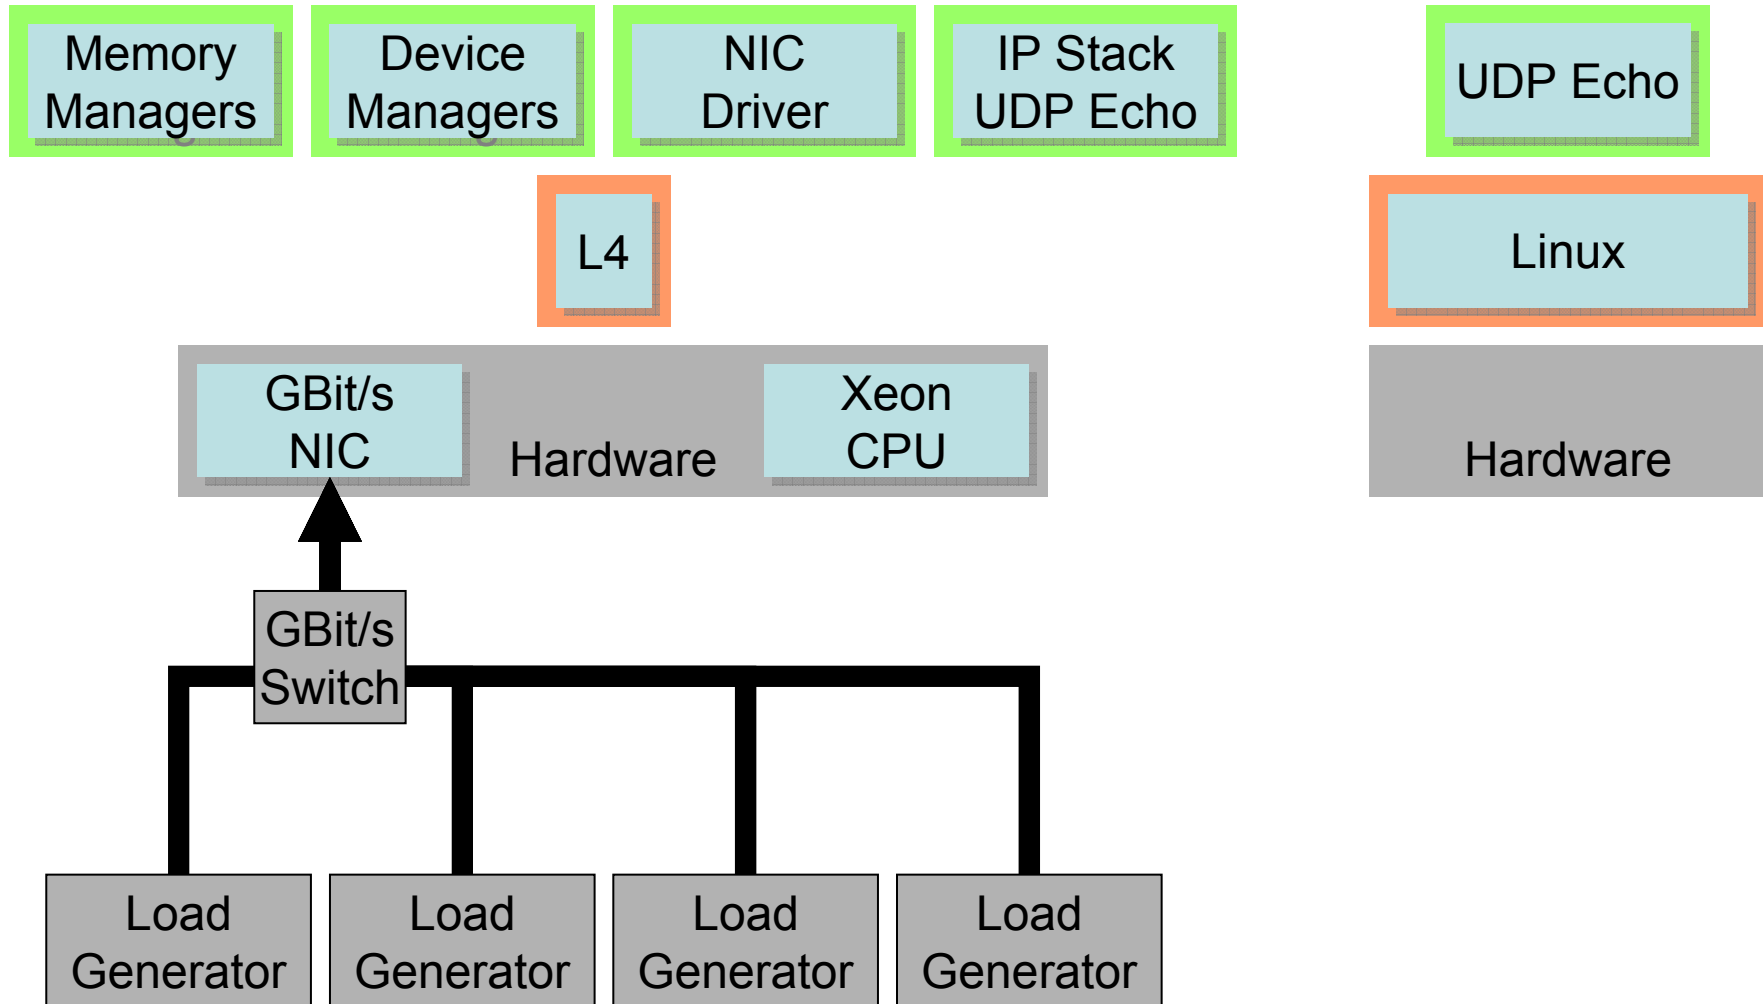 Memory
Managers
Device
Managers
NIC
Driver
IP Stack
UDP Echo
UDP Echo
L4
Linux
GBit/s
NIC
Hardware
Xeon
CPU
Hardware
GBit/s
Switch
Load
Generator
Load
Generator
Load
Generator
Load
Generator